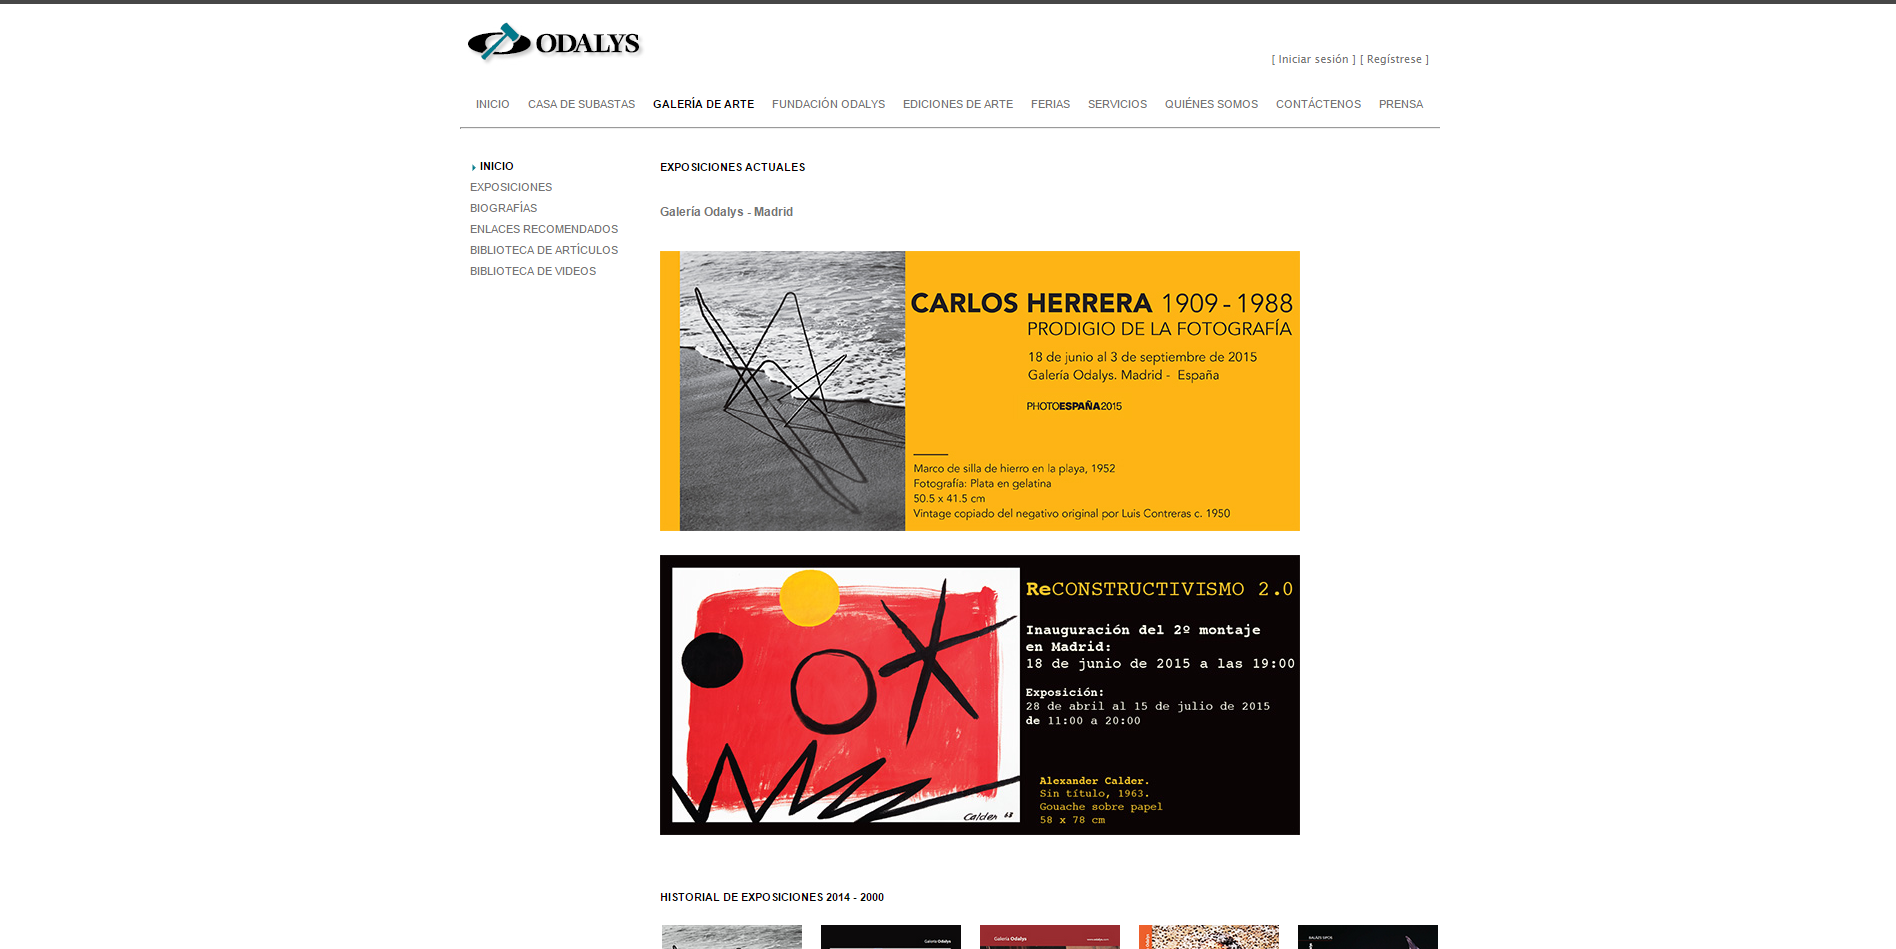 ODALYS
[ Iniciar sesión ] [ Regístrese ]
INICIO CASA DE SUBASTAS GALERÍA DE ARTE FUNDACIÓN ODALYS EDICIONES DE ARTE FERIAS SERVICIOS QUIÉNES SOMOS CONTÁCTENOS PRENSA
INICIO
EXPOSICIONES
BIOGRAFÍAS
ENLACES RECOMENDADOS
BIBLIOTECA DE ARTÍCULOS
BIBLIOTECA DE VIDEOS
EXPOSICIONES ACTUALES
Galería Odalys - Madrid
CARLOS HERRERA 1909 - 1988
PRODIGIO DE LA FOTOGRAFÍA
18 de junio al 3 de septiembre de 2015
Galería Odalys. Madrid - España
PHOTOESPAÑA2015
Marco de silla de hierro en la playa, 1952
Fotografía: Plata en gelatina
50.5 x 41.5 cm
Vintage copiado del negativo original por Luis Contreras c. 1950
ReCONSTRUCTIVISMO 2.0
Inauguración del 2º montaje
en Madrid:
18 de junio de 2015 a las 19:00
Exposición:
28 de abril al 15 de julio de 2015
de 11:00 a 20:00
Alexander Calder.
Sin título, 1963.
Gouache sobre papel
58 x 78 cm
Calder 63
HISTORIAL DE EXPOSICIONES 2014 - 2000
Galería Odalys
Galería Odalys